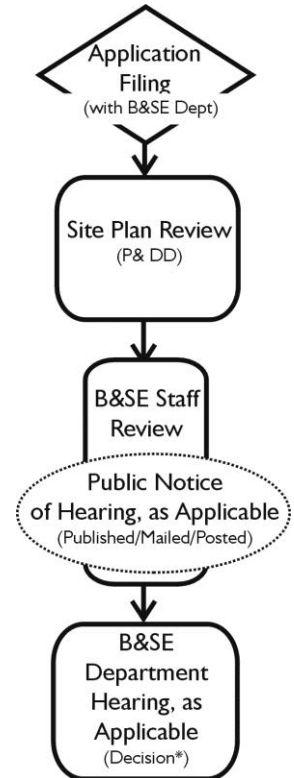 Application
Filing
(with B&SE Dept)
Site Plan Review
(P& DD)
B&SE Staff
Review
Public Notice
of Hearing, as Applicable
(Published/Mailed/Posted)
B&SE
Department
Hearing, as
Applicable
(Decision*)